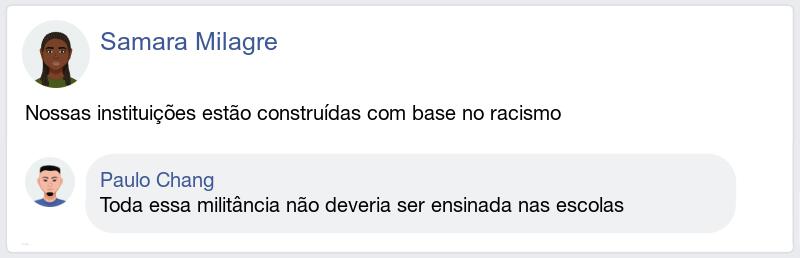 Samara Milagre
Nossas instituições estão construídas com base no racismo
Paulo Chang
Toda essa militância não deveria ser ensinada nas escolas